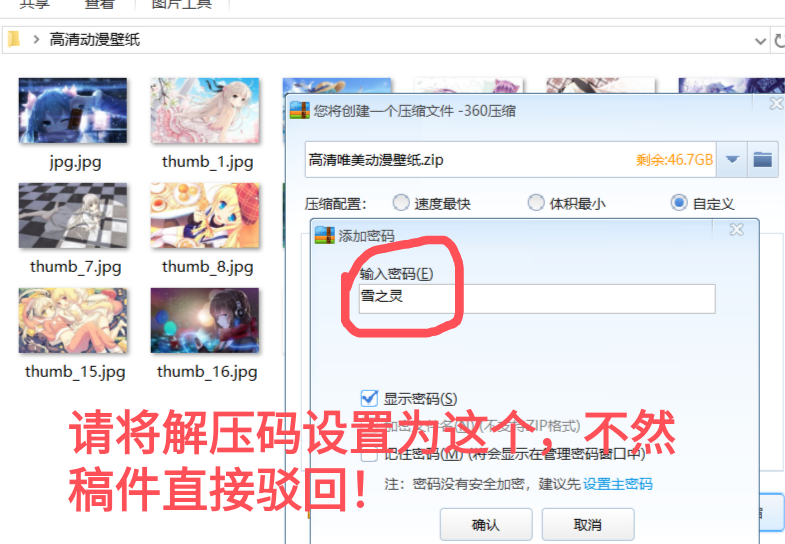 共享 查看 图片工具
高清动漫壁纸
您将创建一个压缩文件 -360压缩
jpg.jpg thumb_1.jpg
高清唯美动漫壁纸.zip 剩余:46.7GB
压缩配置： 速度最快 体积最小 自定义
添加密码
thumb_7.jpg thumb_8.jpg
输入密码(E)
雪之灵
thumb_15.jpg thumb_16.jpg
显示密码(S)
请将解压码设置为这个，不然
加密文件名(N) (不支持ZIP格式)
记住密码(M) (将会显示在管理密码窗口中)
稿件直接驳回！
注：密码没有安全加密，建议先 设置主密码
确认 取消